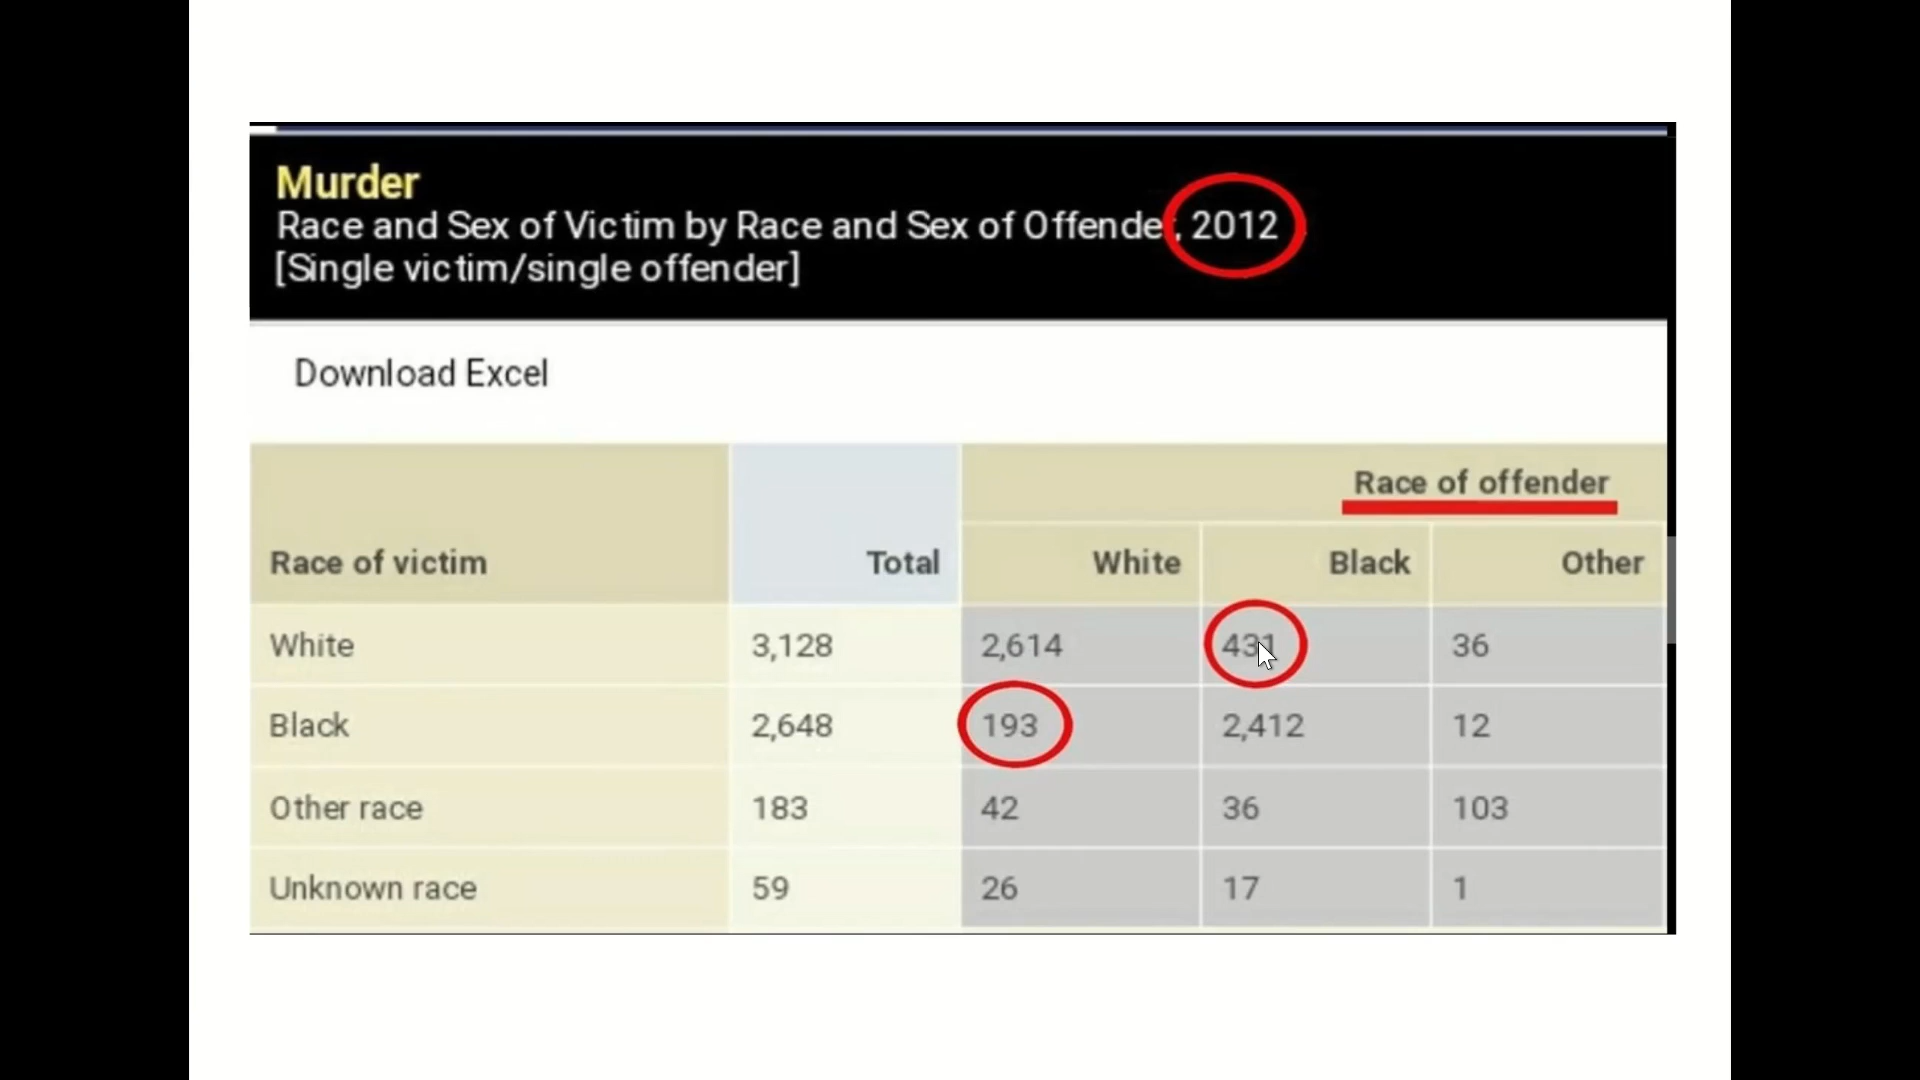 Murder
Race and Sex of Victim by Race and Sex of Offender, 2012
[Single victim/single offender]
Download Excel
Race of offender
Race of victim Total White Black Other
White 3,128 2,614 431 36
Black 2,648 193 2,412 12
Other race 183 42 36 103
Unknown race 59 26 17 1